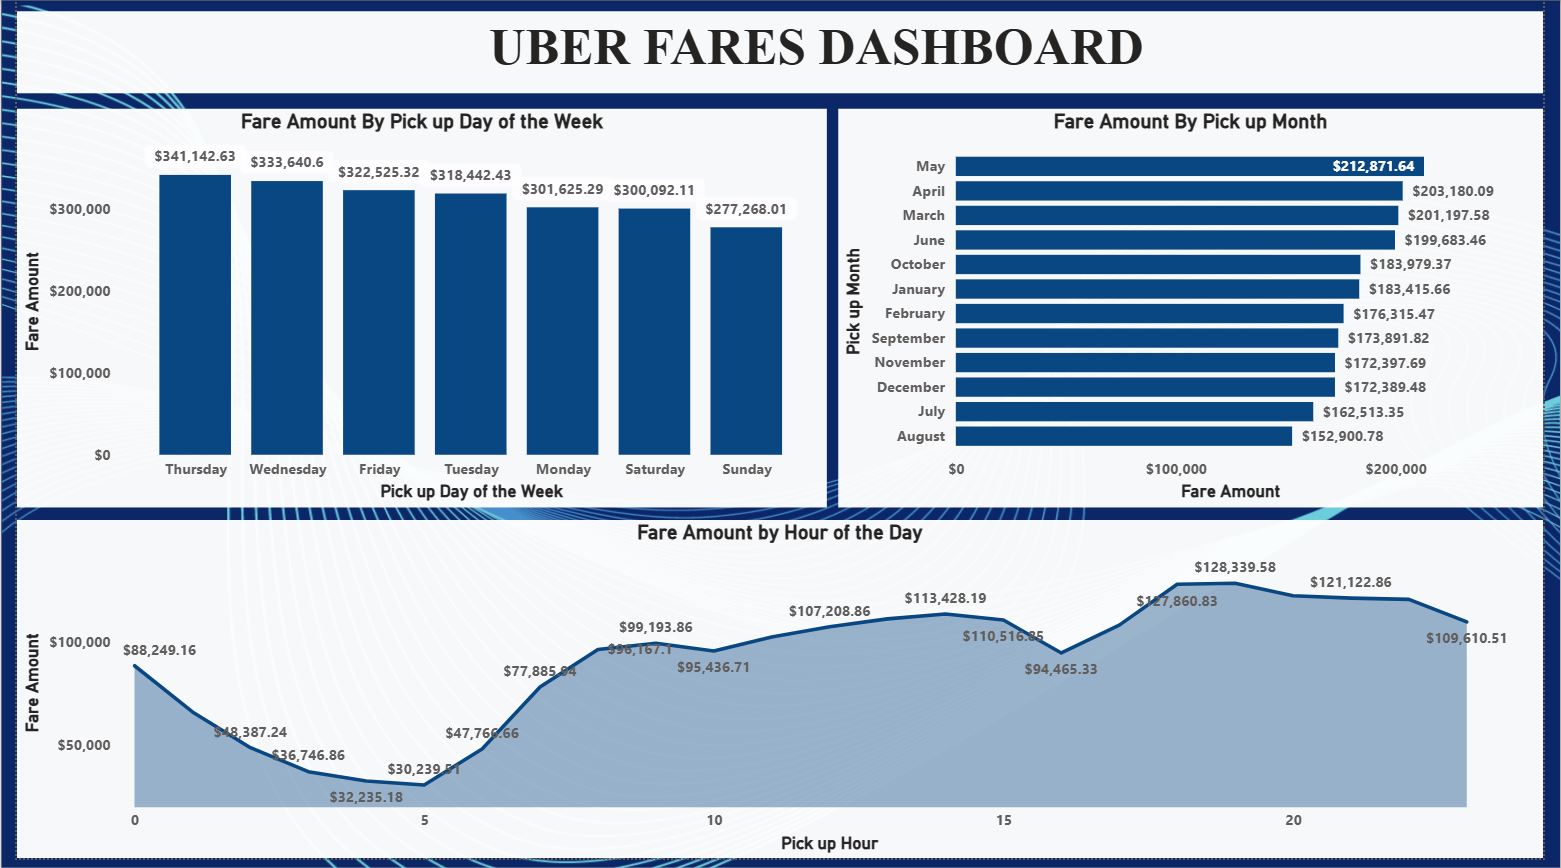 UBER FARES DASHBOARD
Fare Amount By Pick up Day of the Week
Fare Amount
$300,000
$200,000
$100,000
$0
$341,142.63
$333,640.6
$322,525.32
$318,442.43
$301,625.29
$300,092.11
$277,268.01
Thursday
Wednesday
Friday
Tuesday
Monday
Saturday
Sunday
Pick up Day of the Week
Fare Amount By Pick up Month
Pick up Month
May $212,871.64
April $203,180.09
March $201,197.58
June $199,683.46
October $183,979.37
January $183,415.66
February $176,315.47
September $173,891.82
November $172,397.69
December $172,389.48
July $162,513.35
August $152,900.78
$0 $100,000 $200,000
Fare Amount
Fare Amount by Hour of the Day
Fare Amount
$100,000
$50,000
$88,249.16
$48,387.24
$36,746.86
$32,235.18
$30,239.51
$47,766.66
$77,885.94
$96,167.1
$99,193.86
$95,436.71
$107,208.86
$113,428.19
$110,516.85
$94,465.33
$127,860.83
$128,339.58
$121,122.86
$109,610.51
0 5 10 15 20
Pick up Hour